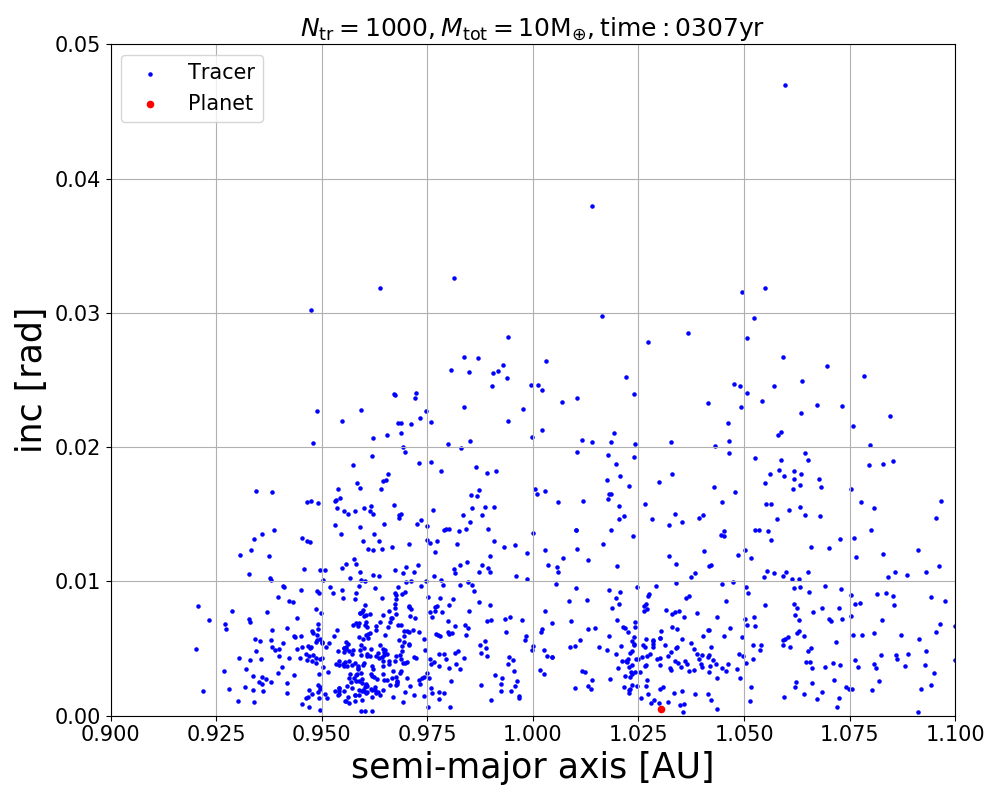 N_tr = 1000, M_tot = 10M_⊕, time : 0307yr
Tracer
Planet
0.05
0.04
0.03
0.02
0.01
0.00
inc [rad]
0.900 0.925 0.950 0.975 1.000 1.025 1.050 1.075 1.100
semi-major axis [AU]